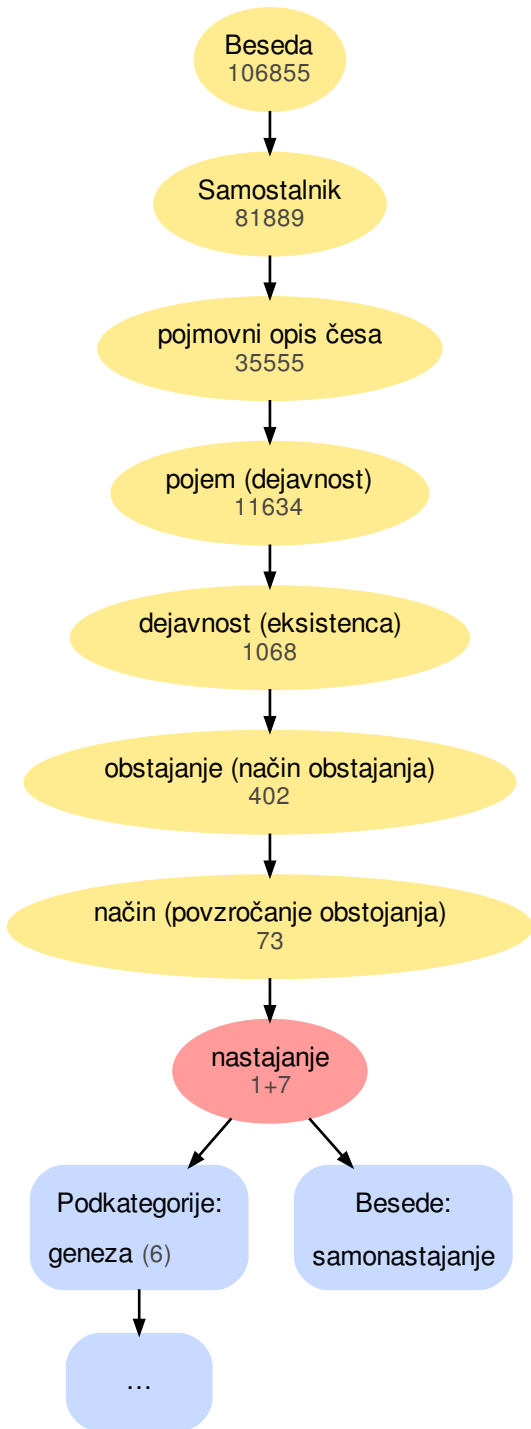 Beseda
106855
Samostalnik
81889
pojmovni opis česa
35555
pojem (dejavnost)
11634
dejavnost (eksistenca)
1068
obstajanje (način obstajanja)
402
način (povzročanje obstojanja)
73
nastajanje
1+7
Podkategorije:
geneza (6)
Besede:
samonastajanje
…